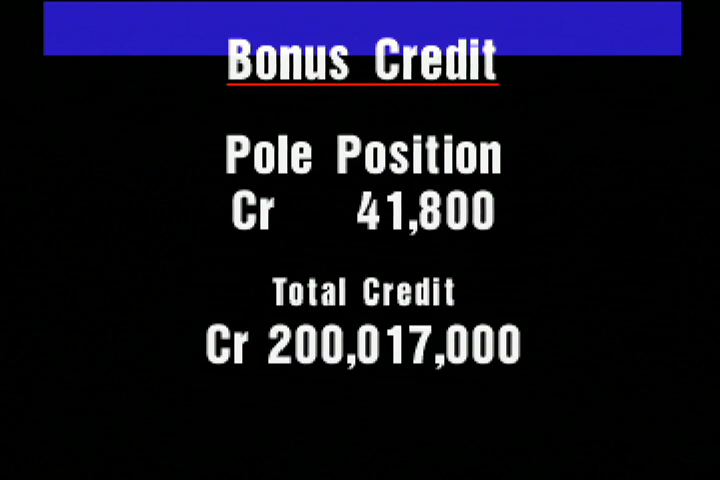 Bonus Credit
Pole Position
Cr 41,800
Total Credit
Cr 200,017,000